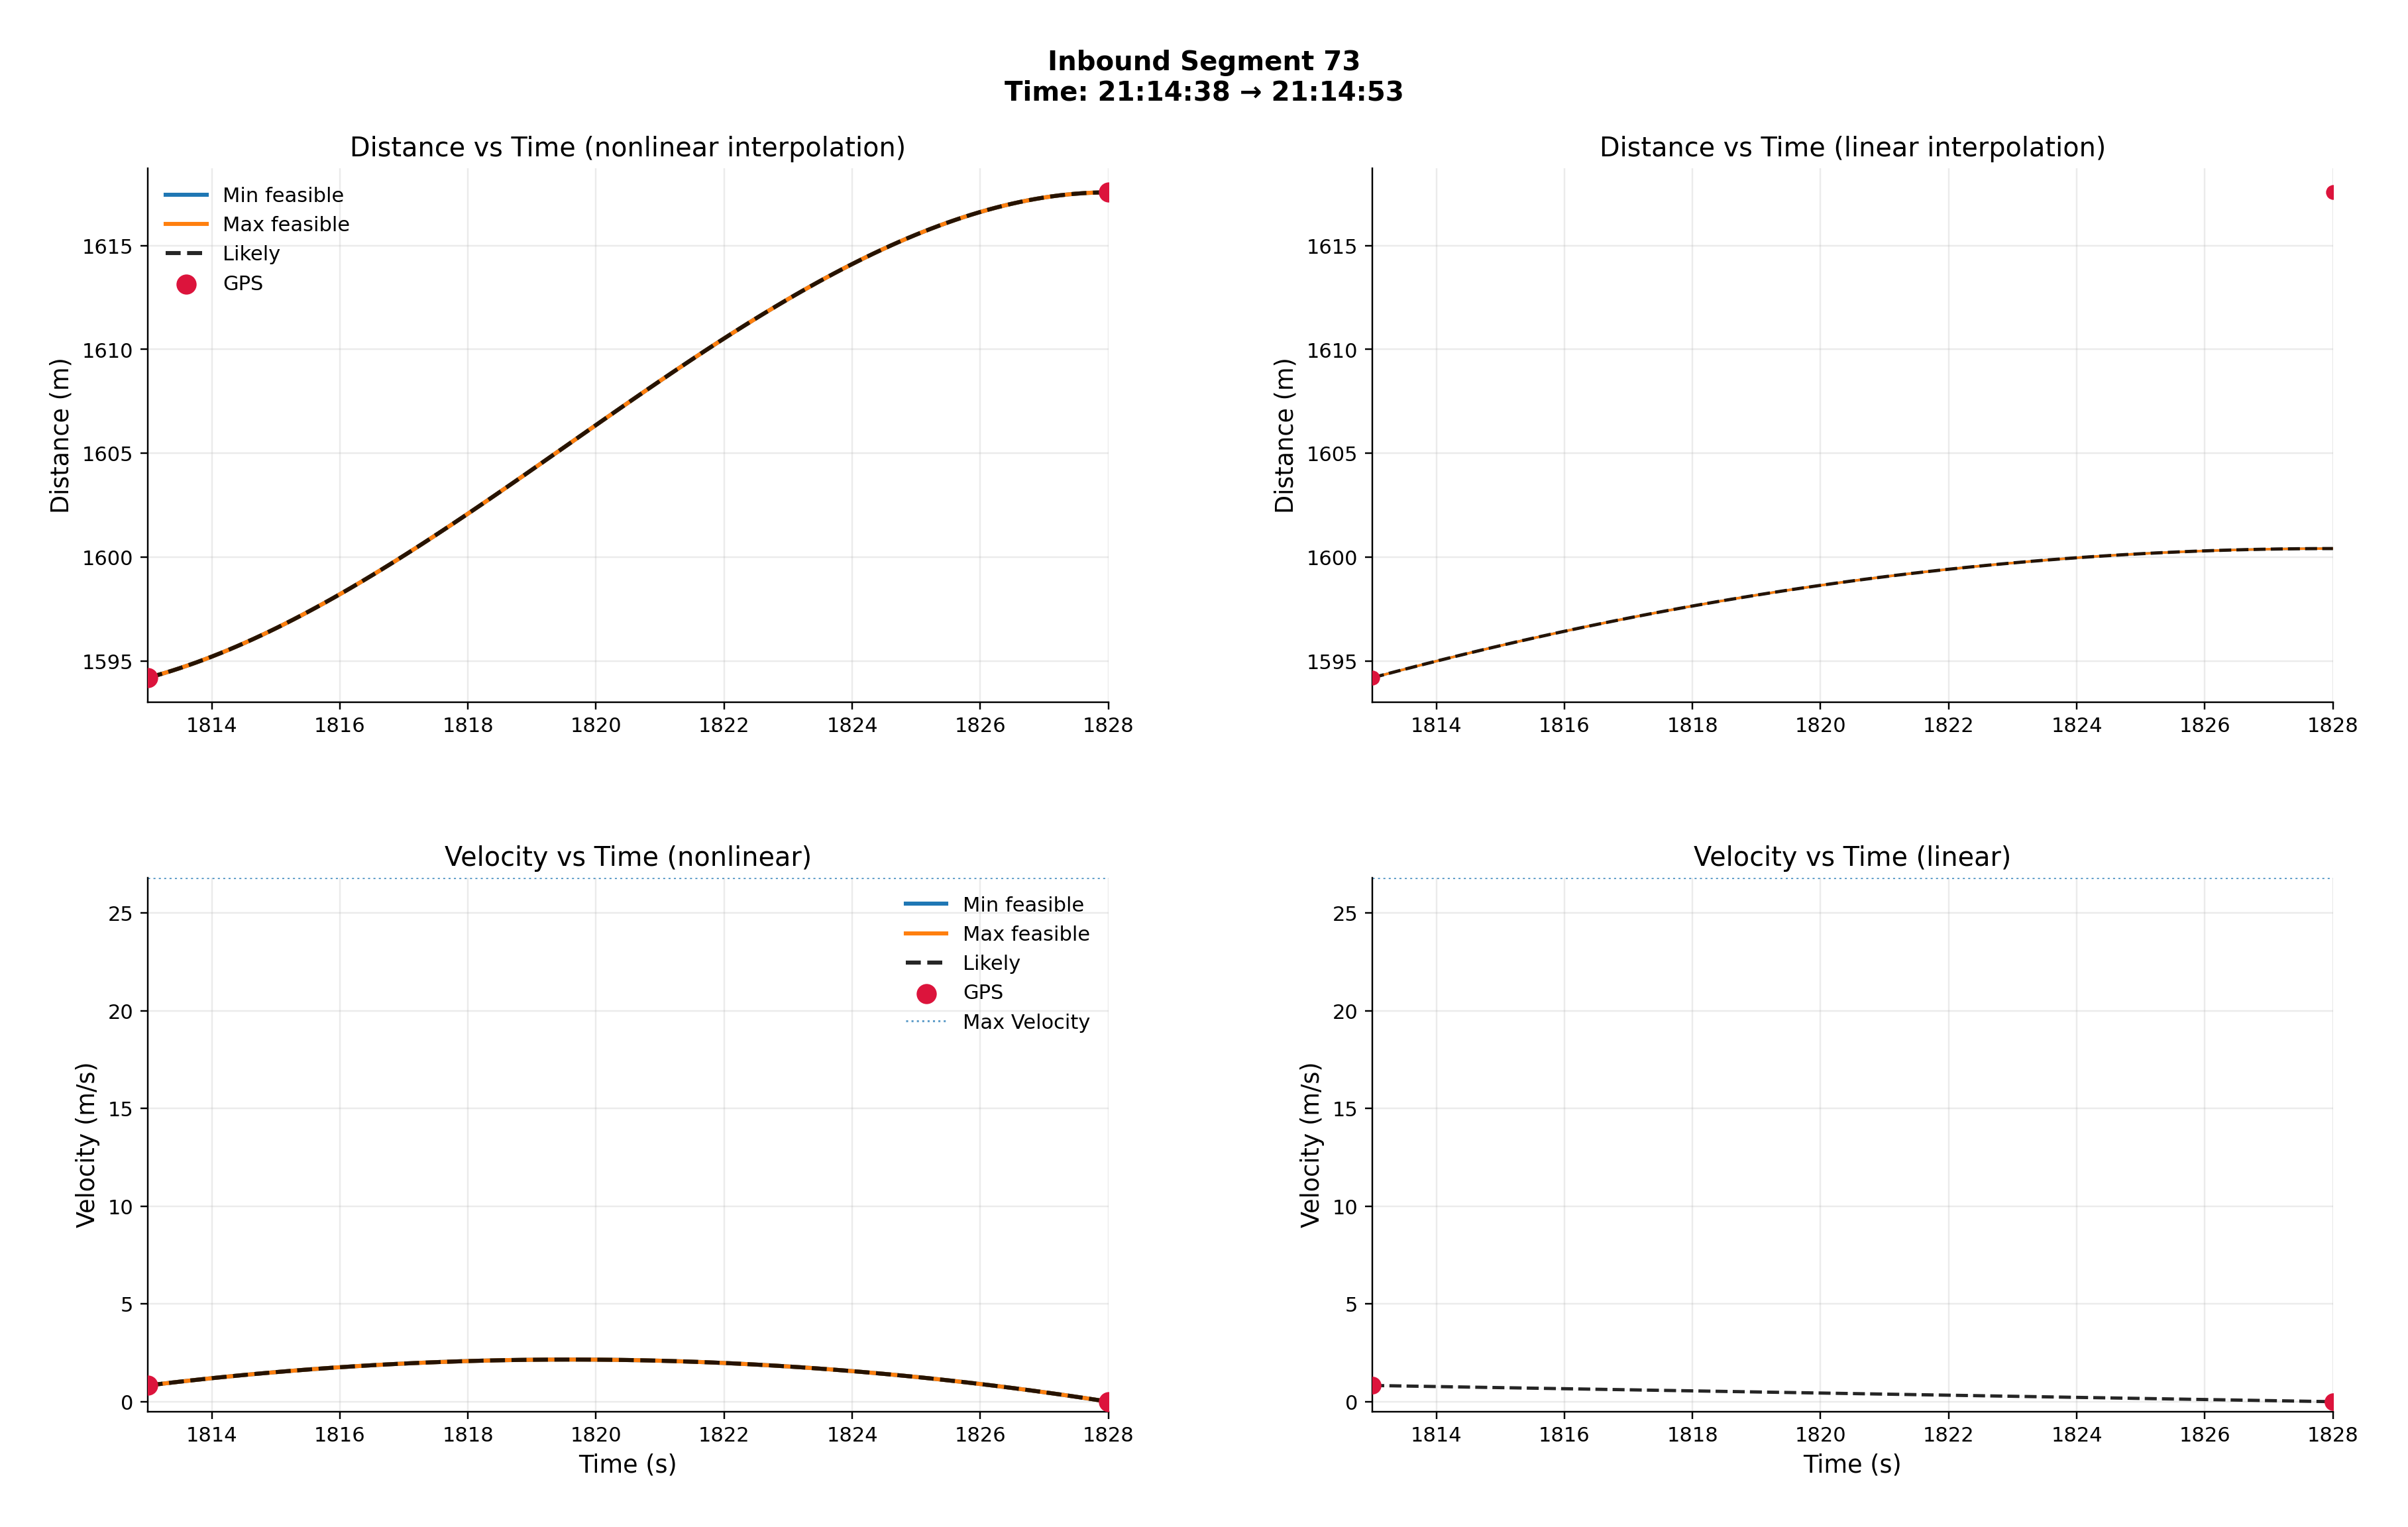 Inbound Segment 73
Time: 21:14:38 → 21:14:53
Distance vs Time (nonlinear interpolation)
Distance (m)
1615
1610
1605
1600
1595
Min feasible
Max feasible
Likely
GPS
1814 1816 1818 1820 1822 1824 1826 1828
Distance vs Time (linear interpolation)
Distance (m)
1615
1610
1605
1600
1595
1814 1816 1818 1820 1822 1824 1826 1828
Velocity vs Time (nonlinear)
Velocity (m/s)
25
20
15
10
5
0
Min feasible
Max feasible
Likely
GPS
Max Velocity
1814 1816 1818 1820 1822 1824 1826 1828
Time (s)
Velocity vs Time (linear)
Velocity (m/s)
25
20
15
10
5
0
1814 1816 1818 1820 1822 1824 1826 1828
Time (s)